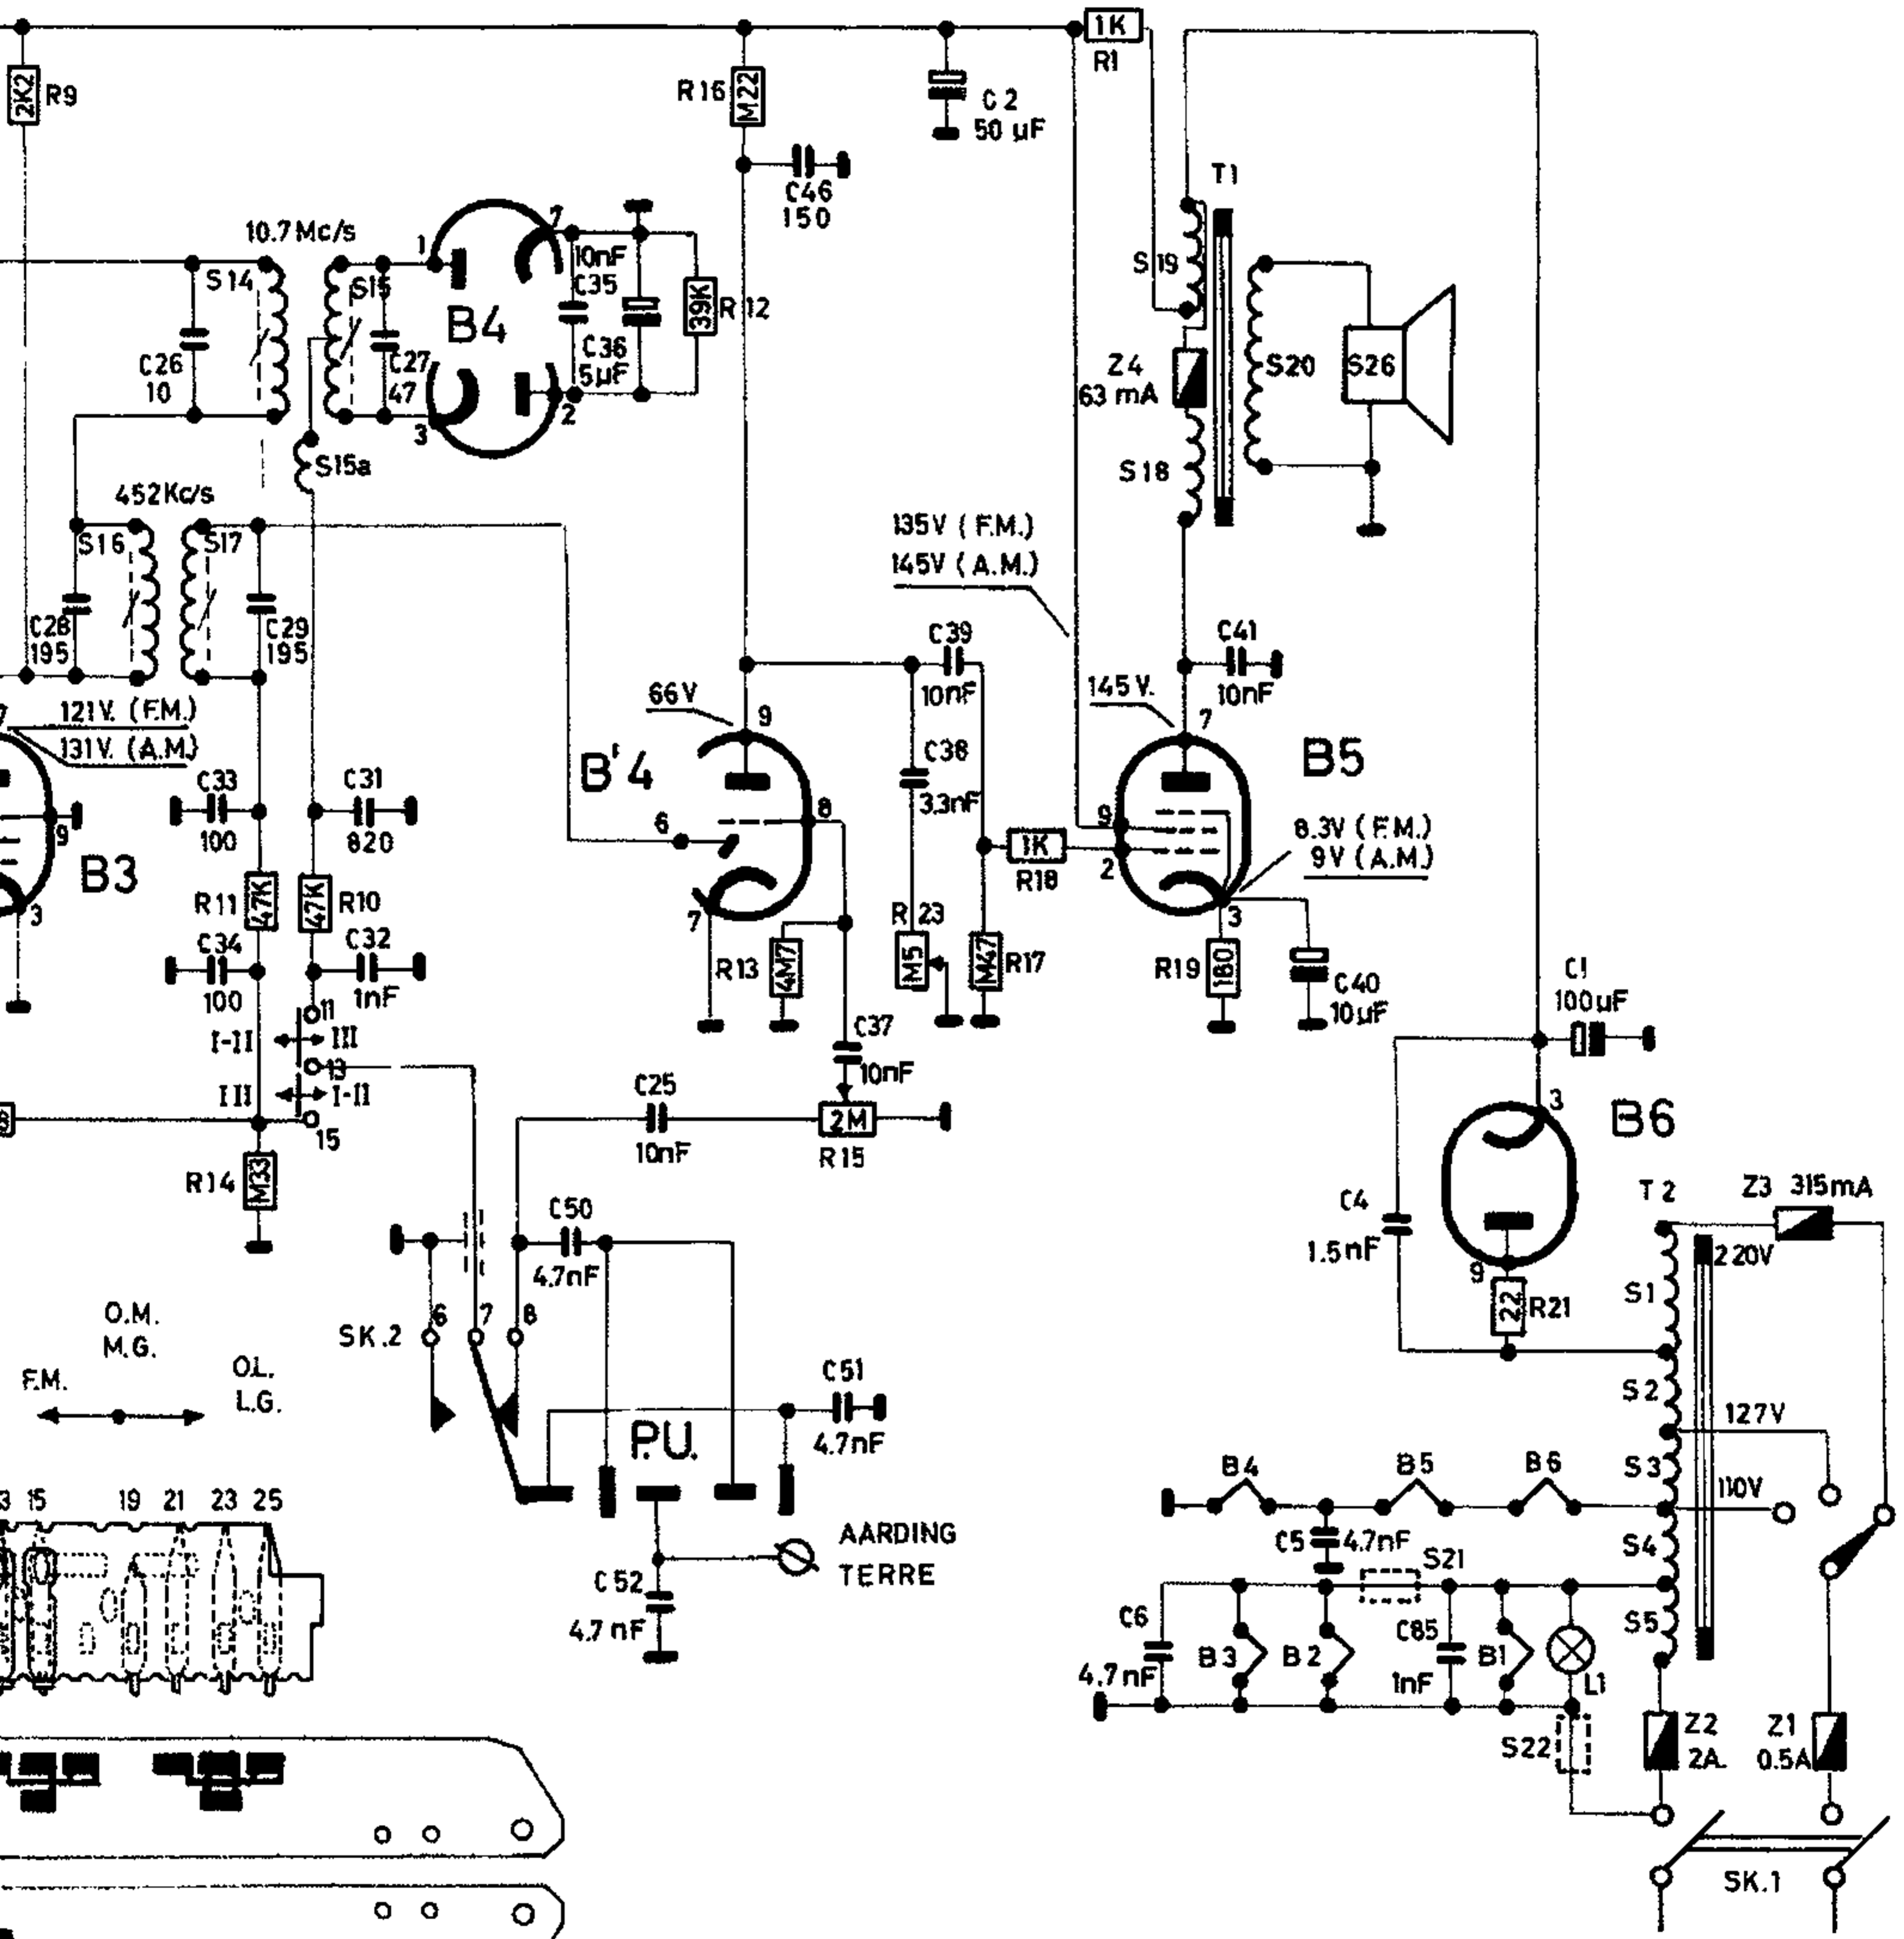 1K
R1
2K2
R9
R16
M22
C2
50 µF
C46
150
T1
10.7 Mc/s
1
7
S14
S15
10nF
C35
B4
39K
R12
S19
C26
10
C27
47
C36
5µF
3
2
Z4
63 mA
S20
S26
S15a
S18
452Kc/s
S16
S17
135V (F.M.)
145V (A.M.)
C28
195
C29
195
C39
10nF
C41
10nF
66V
9
145V.
7
121V. (F.M.)
131V. (A.M.)
B'4
C38
3.3nF
B5
C33
100
C31
820
6
8
9
2
8.3V (F.M.)
9V (A.M.)
9
B3
3
1K
R18
R11
47K
47K
R10
7
R23
3
C34
100
C32
1nF
R13
4M7
M5
M47
R17
R19
180
C40
10µF
C1
100µF
11
I-II
III
C37
10nF
13
III
I-II
15
C25
10nF
2M
R15
3
B6
R14
M33
C50
4.7nF
C4
1.5nF
T2
Z3 315mA
220V
9
22
R21
S1
O.M.
M.G.
SK.2
6
7
8
F.M.
O.L.
L.G.
C51
4.7nF
S2
127V
P.U.
B4
B5
B6
S3
110V
3
15
19
21
23
25
AARDING
TERRE
C5
4.7nF
S21
S4
C52
4.7nF
C6
4.7nF
B3
B2
C85
1nF
B1
L1
S5
S22
Z2
2A.
Z1
0.5A
SK.1